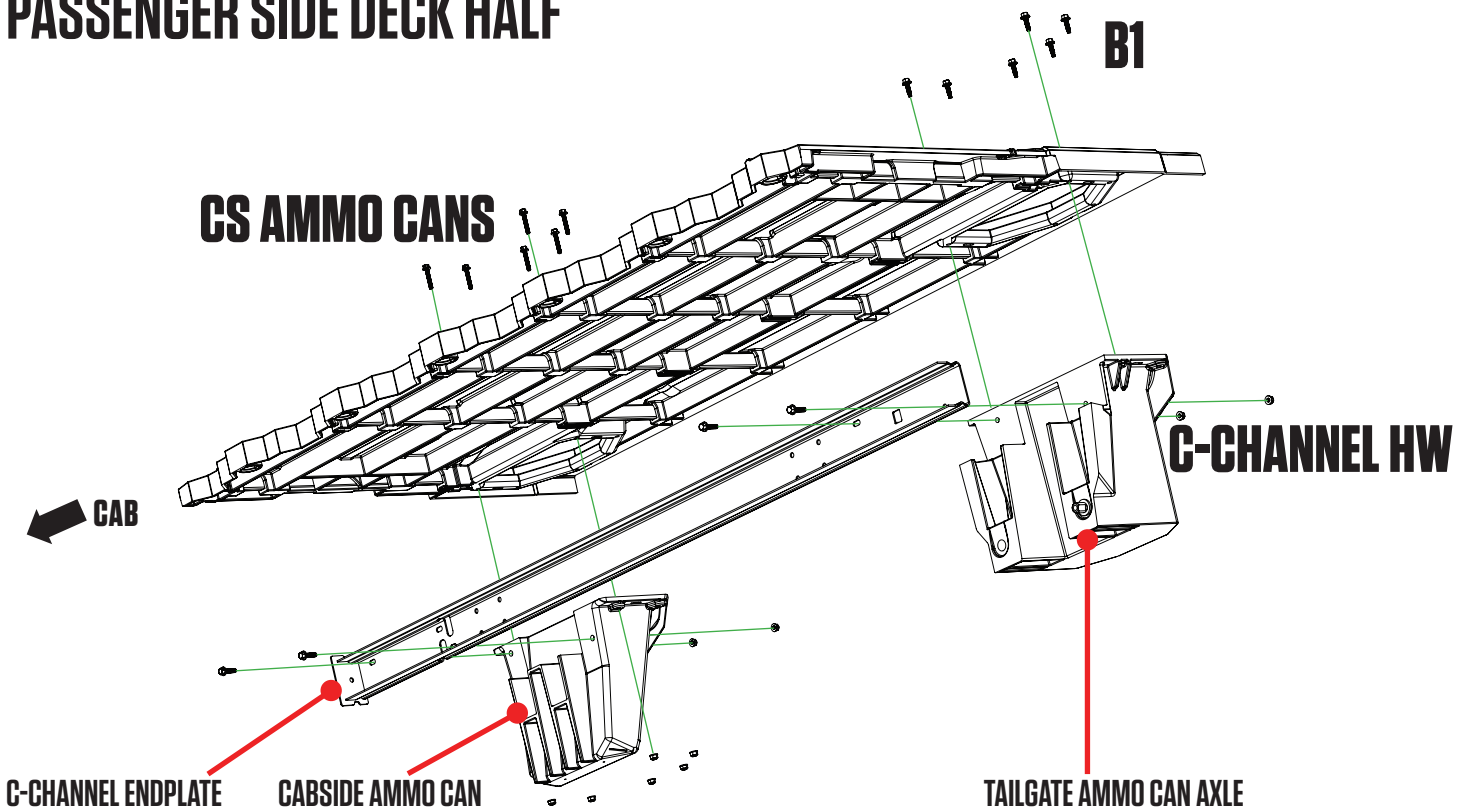 PASSENGER SIDE DECK HALF
B1
CS AMMO CANS
C-CHANNEL HW
CAB
C-CHANNEL ENDPLATE
CABSIDE AMMO CAN
TAILGATE AMMO CAN AXLE